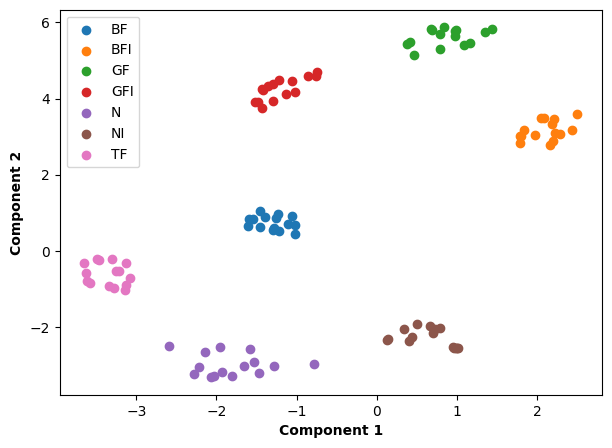 BF
BFI
GF
GFI
N
NI
TF
6
4
2
0
−2
Component 2
−3 −2 −1 0 1 2
Component 1